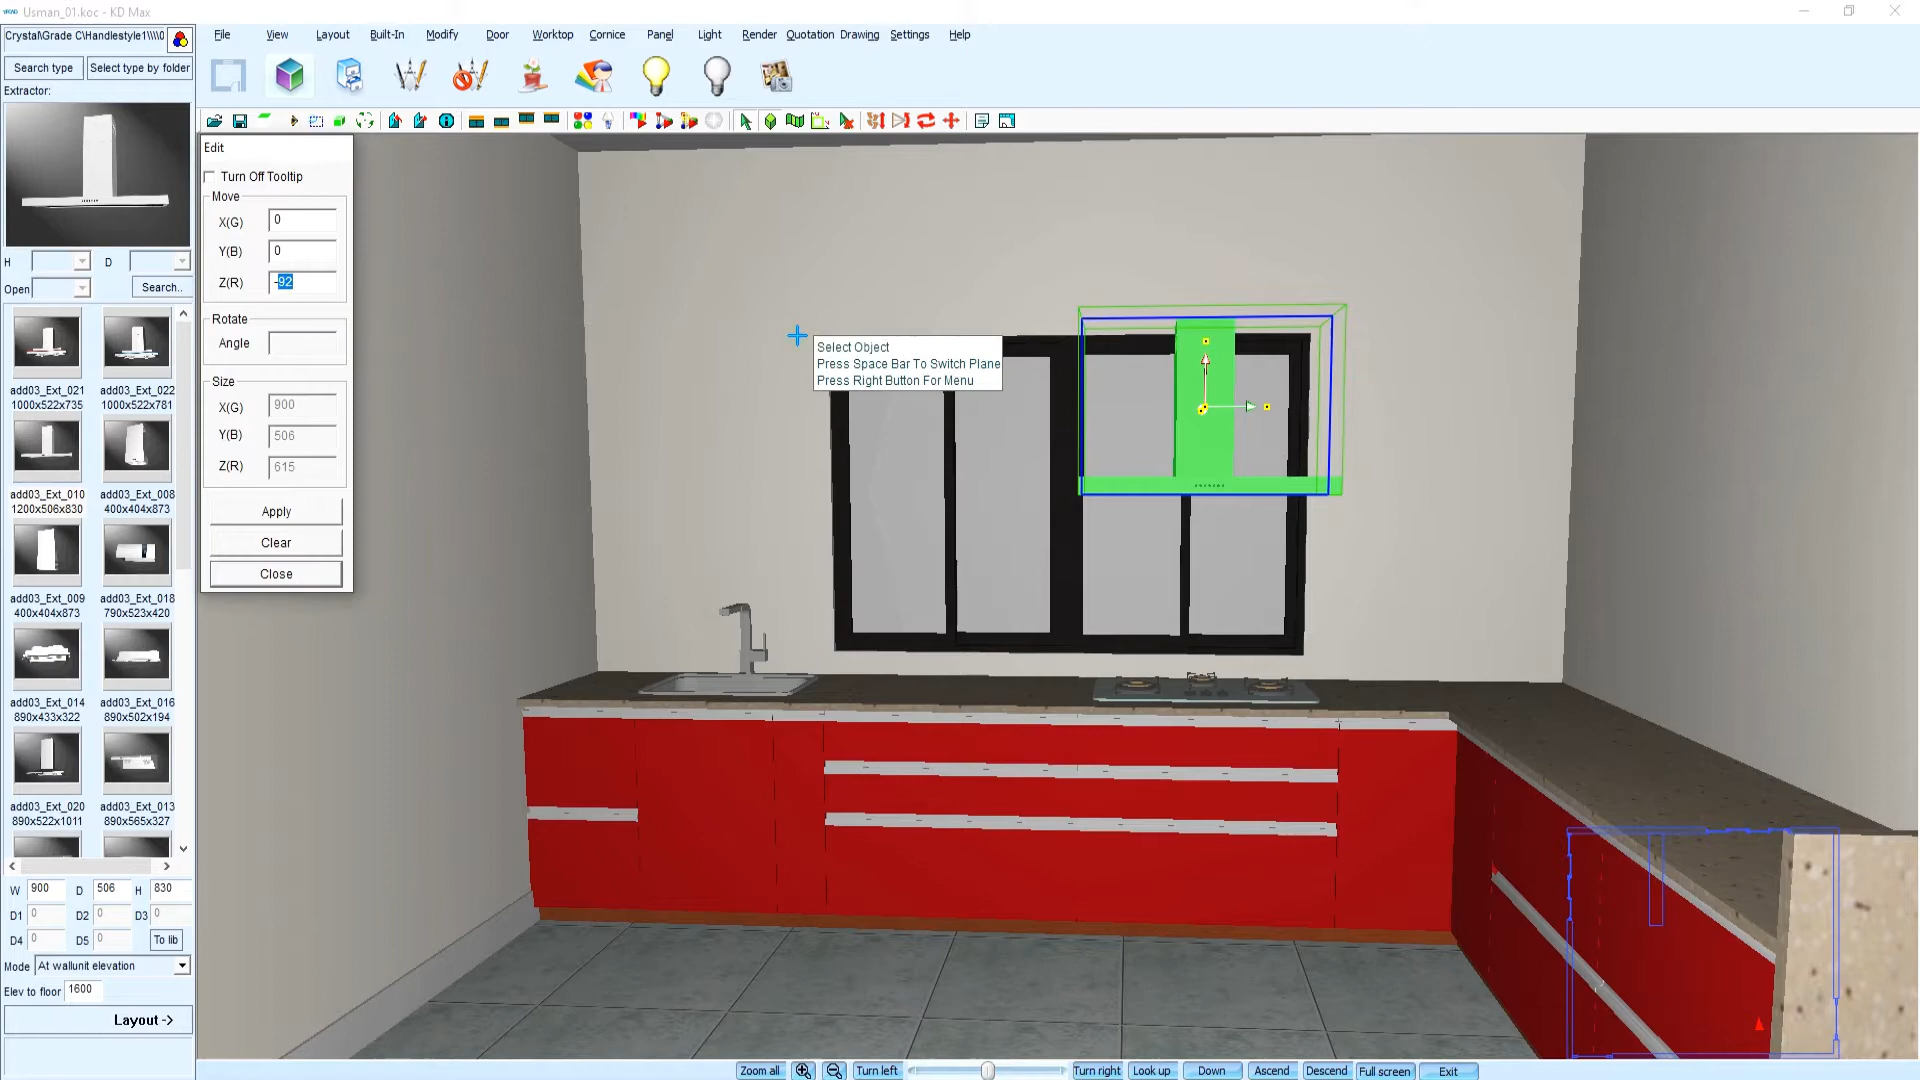 Usman_01.koc - KD Max
Crystal\Grade C\Handlestyle1\\\\0
File View Layout Built-In Modify Door Worktop Cornice Panel Light Render Quotation Drawing Settings Help
Search type
Select type by folder
Extractor:
H
D
Open
Search..
add03_Ext_021
1000x522x735
add03_Ext_022
1000x522x781
add03_Ext_010
1200x506x830
add03_Ext_008
400x404x873
add03_Ext_009
400x404x873
add03_Ext_018
790x523x420
add03_Ext_014
890x433x322
add03_Ext_016
890x502x194
add03_Ext_020
890x522x1011
add03_Ext_013
890x565x327
W 900 D 506 H 830
D1 0 D2 0 D3 0
D4 0 D5 0 To lib
Mode At wallunit elevation
Elev to floor 1600
Layout ->
Edit
Turn Off Tooltip
Move
X(G) 0
Y(B) 0
Z(R) -92
Rotate
Angle
Size
X(G) 900
Y(B) 506
Z(R) 615
Apply
Clear
Close
Select Object
Press Space Bar To Switch Plane
Press Right Button For Menu
Zoom all Turn left Turn right Look up Down Ascend Descend Full screen Exit